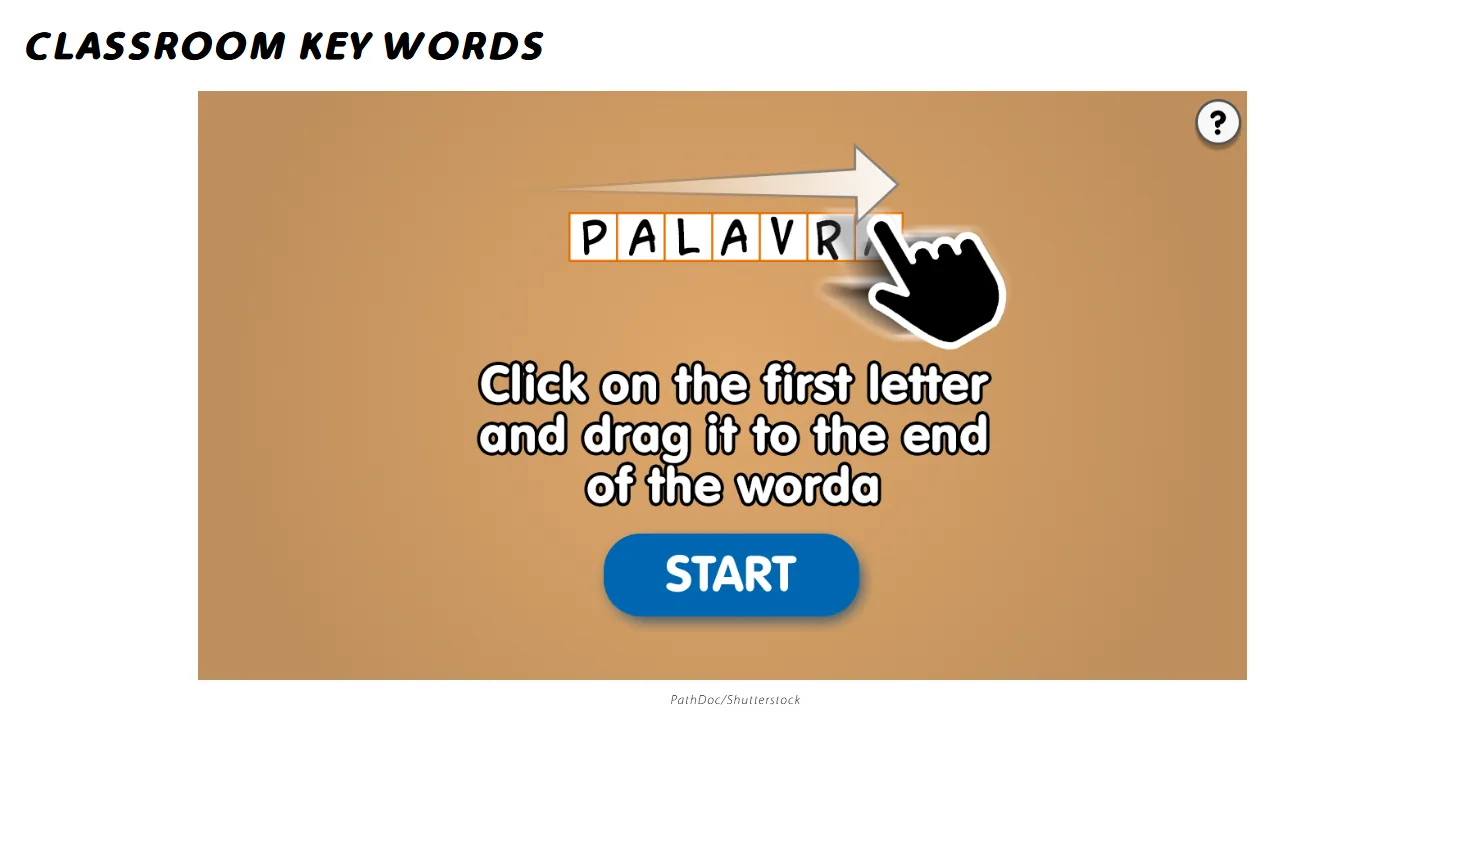 CLASSROOM KEY WORDS
?
PALAVRA
Click on the first letter
and drag it to the end
of the worda
START
PathDoc/Shutterstock